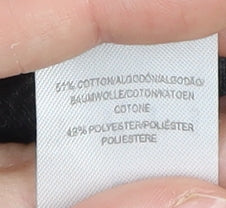 51% COTTON/ALGODÓN/ALGODÃO/
BAUMWOLLE/COTON/KATOEN
COTONE
49% POLYESTER/POLIÉSTER
POLIESTERE